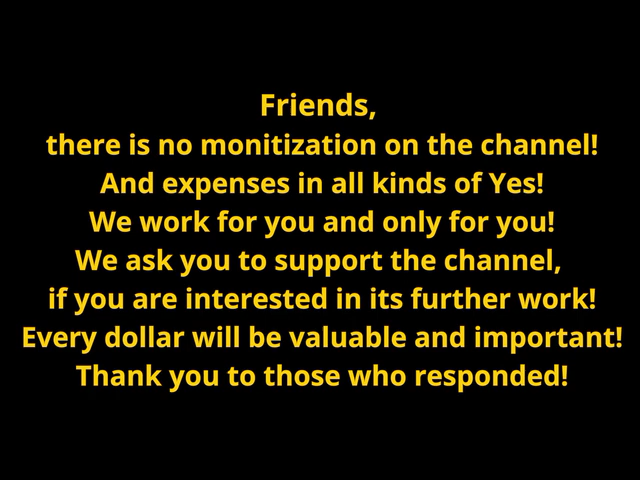 Friends,
there is no monitization on the channel!
And expenses in all kinds of Yes!
We work for you and only for you!
We ask you to support the channel,
if you are interested in its further work!
Every dollar will be valuable and important!
Thank you to those who responded!